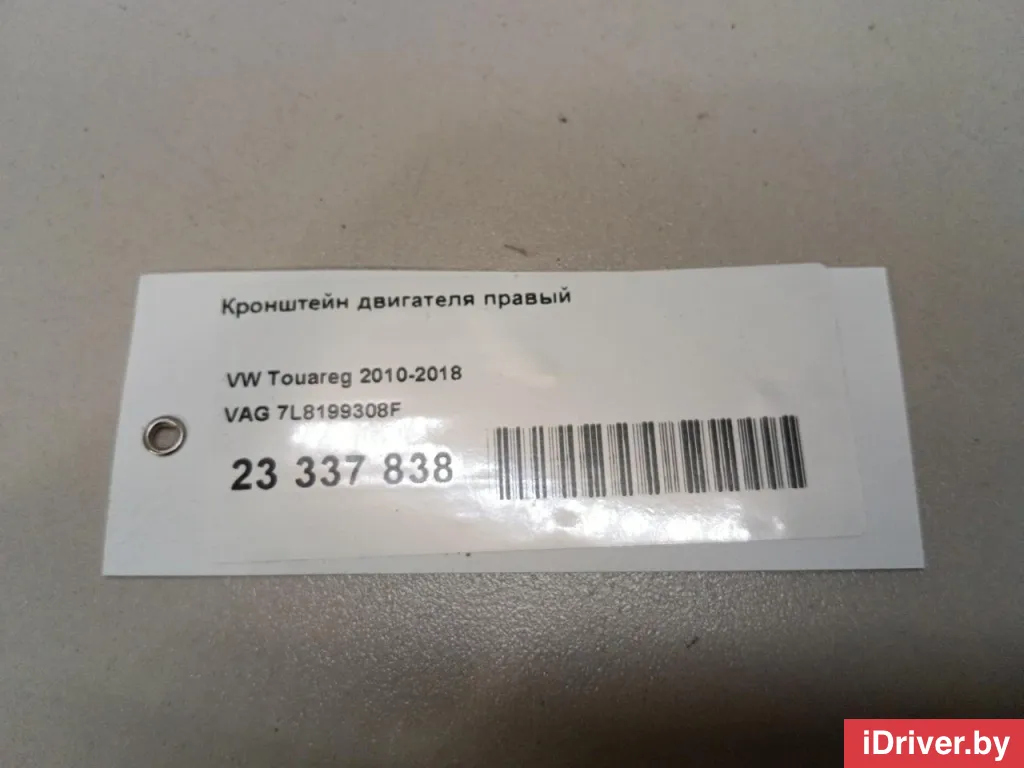 Кронштейн двигателя правый
VW Touareg 2010-2018
VAG 7L8199308F
23 337 838
iDriver.by